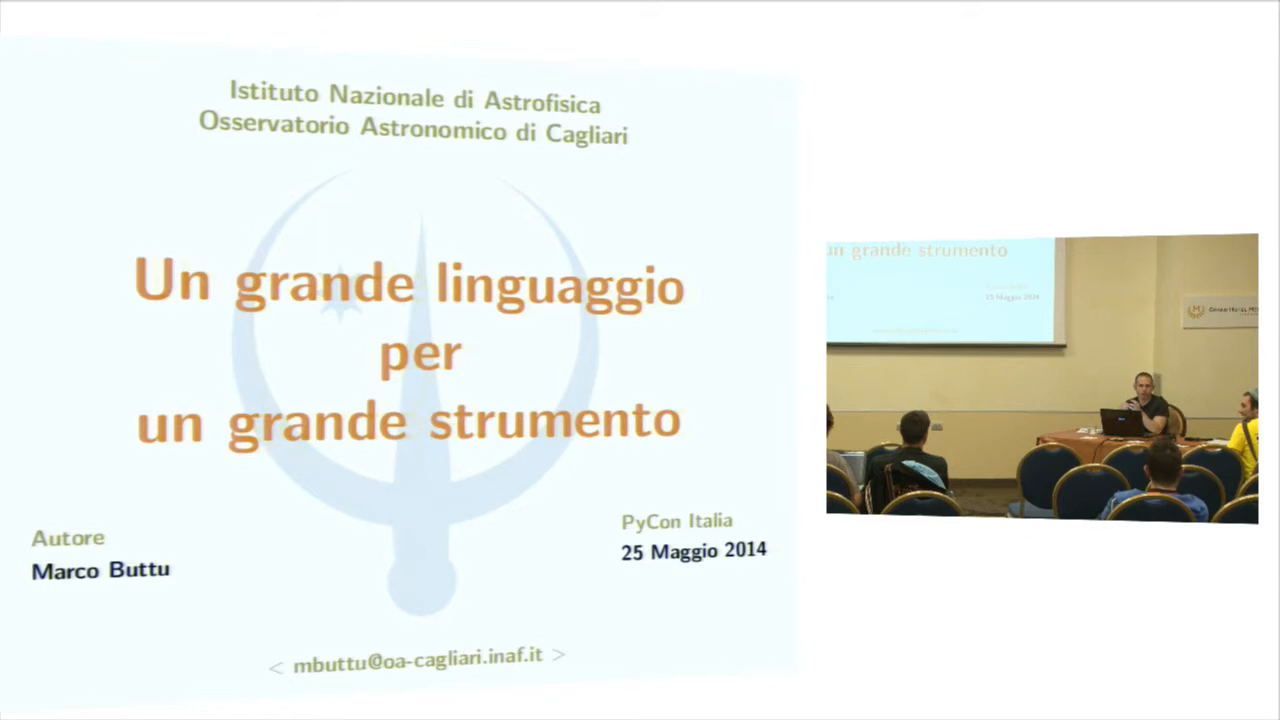 Istituto Nazionale di Astrofisica
Osservatorio Astronomico di Cagliari
Un grande linguaggio
per
un grande strumento
Autore
Marco Buttu
PyCon Italia
25 Maggio 2014
< mbuttu@oa-cagliari.inaf.it >
un grande strumento
25 Maggio 2014